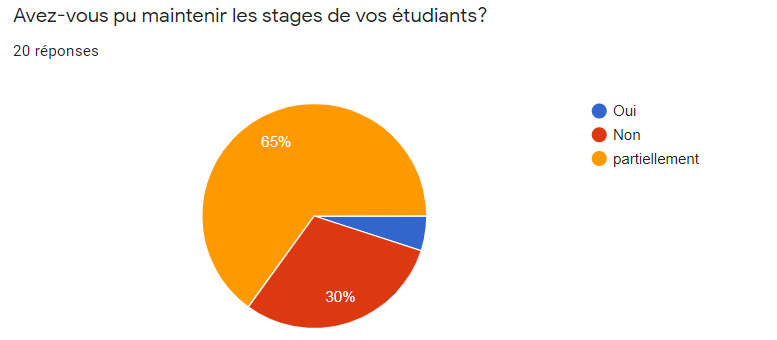 Avez-vous pu maintenir les stages de vos étudiants?
20 réponses
Oui
Non
partiellement
65%
30%